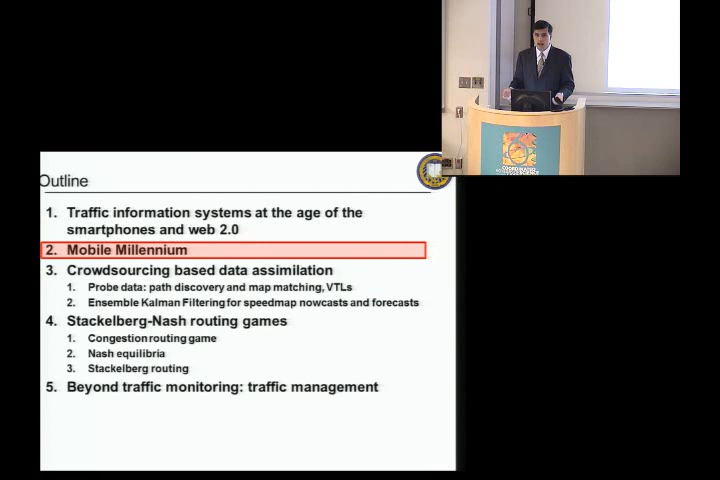 COORDINATED
SCIENCE
Outline
1. Traffic information systems at the age of the
smartphones and web 2.0
2. Mobile Millennium
3. Crowdsourcing based data assimilation
1. Probe data: path discovery and map matching, VTLs
2. Ensemble Kalman Filtering for speedmap nowcasts and forecasts
4. Stackelberg-Nash routing games
1. Congestion routing game
2. Nash equilibria
3. Stackelberg routing
5. Beyond traffic monitoring: traffic management